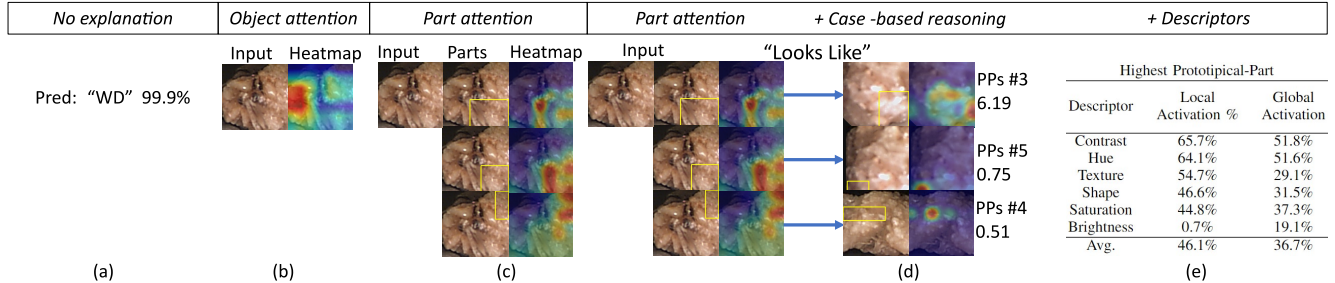 No explanation
Object attention
Part attention
Part attention
+ Case -based reasoning
+ Descriptors
Pred: “WD” 99.9%
Input Heatmap
Input Parts Heatmap
Input
“Looks Like”
PPs #3
6.19
PPs #5
0.75
PPs #4
0.51
Highest Prototypical-Part
Descriptor Local Activation % Global Activation
Contrast 65.7% 51.8%
Hue 64.1% 51.6%
Texture 54.7% 29.1%
Shape 46.6% 31.5%
Saturation 44.8% 37.3%
Brightness 0.7% 19.1%
Avg. 46.1% 36.7%
(a)
(b)
(c)
(d)
(e)